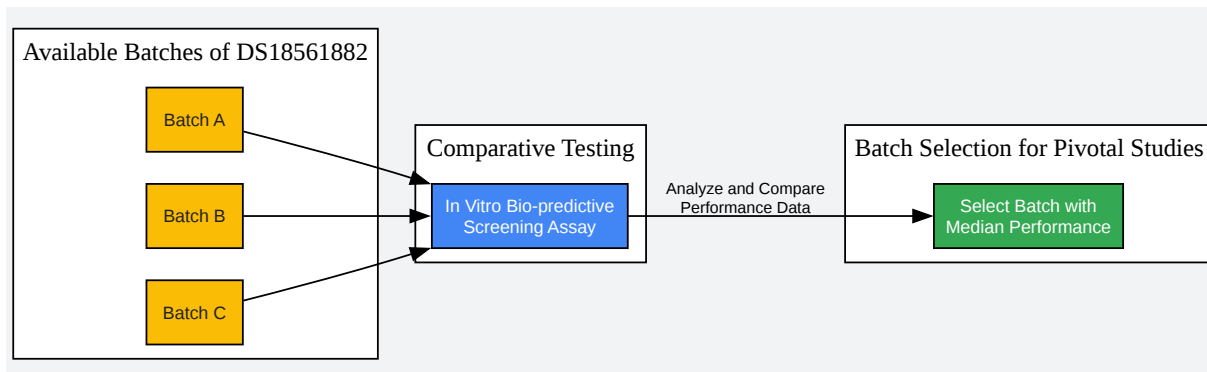 Available Batches of DS18561882
Batch A
Batch B
Batch C
Comparative Testing
In Vitro Bio-predictive
Screening Assay
Analyze and Compare
Performance Data
Batch Selection for Pivotal Studies
Select Batch with
Median Performance